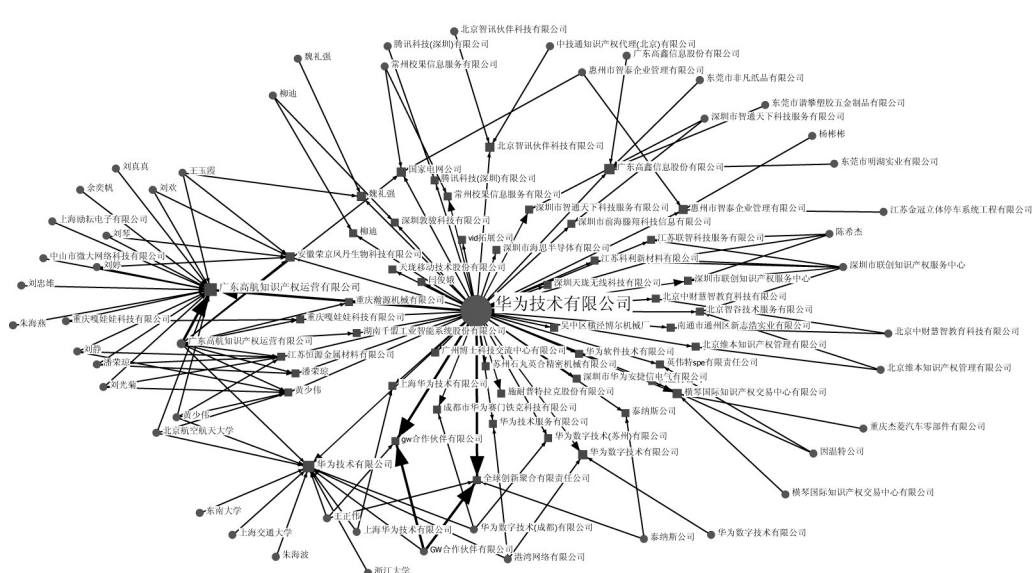 北京智讯伙伴科技有限公司
腾讯科技(深圳)有限公司
中技通知识产权代理(北京)有限公司
魏礼强
广东高鑫信息股份有限公司
常州校果信息服务有限公司
惠州市智泰企业管理有限公司
东莞市非凡纸品有限公司
柳迪
东莞市谐攀塑胶五金制品有限公司
深圳市智通天下科技服务有限公司
杨彬彬
北京智讯伙伴科技有限公司
东莞市明湖实业有限公司
刘真真
王玉霞
国家电网公司
广东高鑫信息股份有限公司
腾讯科技(深圳)有限公司
余奕帆
刘欢
魏礼强
常州校果信息服务有限公司
深圳市智通天下科技服务有限公司
惠州市智泰企业管理有限公司
江苏金冠立体停车系统工程有限公司
上海励耘电子有限公司
深圳敦骏科技有限公司
深圳市前海滕翔科技信息有限公司
刘琴
柳迪
vid拓展公司
江苏联智科技服务有限公司
陈希杰
深圳市海思半导体有限公司
中山市微大网络科技有限公司
安徽荣京风丹生物科技有限公司
江苏科利新材料有限公司
刘婷
天珑移动技术股份有限公司
深圳市联创知识产权服务中心
何俊娥
深圳天珑无线科技有限公司
深圳市联创知识产权服务中心
刘忠雄
广东高航知识产权运营有限公司
重庆瀚源机械有限公司
华为技术有限公司
北京中财慧智教育科技有限公司
北京智谷技术服务有限公司
朱海燕
重庆嘎娃娃科技有限公司
重庆嘎娃娃科技有限公司
吴中区横泾博尔机械厂
南通市通州区新志浩实业有限公司
湖南千盟工业智能系统股份有限公司
北京中财慧智教育科技有限公司
广东高航知识产权运营有限公司
北京维本知识产权管理有限公司
刘静
江苏恒源金属材料有限公司
广州博士科技交流中心有限公司
华为软件技术有限公司
潘荣琼
苏州石丸英合精密机械有限公司
英伟特spe有限责任公司
北京维本知识产权管理有限公司
潘荣琼
深圳市华为安捷信电气有限公司
刘光菊
黄少伟
上海华为技术有限公司
施耐普特拉克股份有限公司
横琴国际知识产权交易中心有限公司
黄少伟
成都市华为赛门铁克科技有限公司
泰纳斯公司
华为技术服务有限公司
重庆杰菱汽车零部件有限公司
北京航空航天大学
gw合作伙伴有限公司
华为数字技术(苏州)有限公司
华为数字技术有限公司
因温特公司
华为技术有限公司
全球创新聚合有限责任公司
横琴国际知识产权交易中心有限公司
东南大学
王正伟
上海交通大学
上海华为技术有限公司
华为数字技术(成都)有限公司
泰纳斯公司
华为数字技术有限公司
朱海波
GW合作伙伴有限公司
港湾网络有限公司
浙江大学